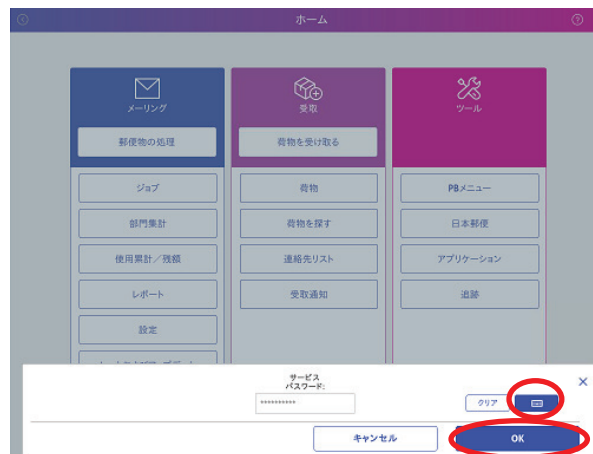 ホーム
メーリング
受取
ツール
郵便物の処理
荷物を受け取る
ジョブ
荷物
PBメニュー
部門集計
荷物を探す
日本郵便
使用累計／残額
連絡先リスト
アプリケーション
レポート
受取通知
追跡
設定
サービス
パスワード:
**********
クリア
キャンセル
OK